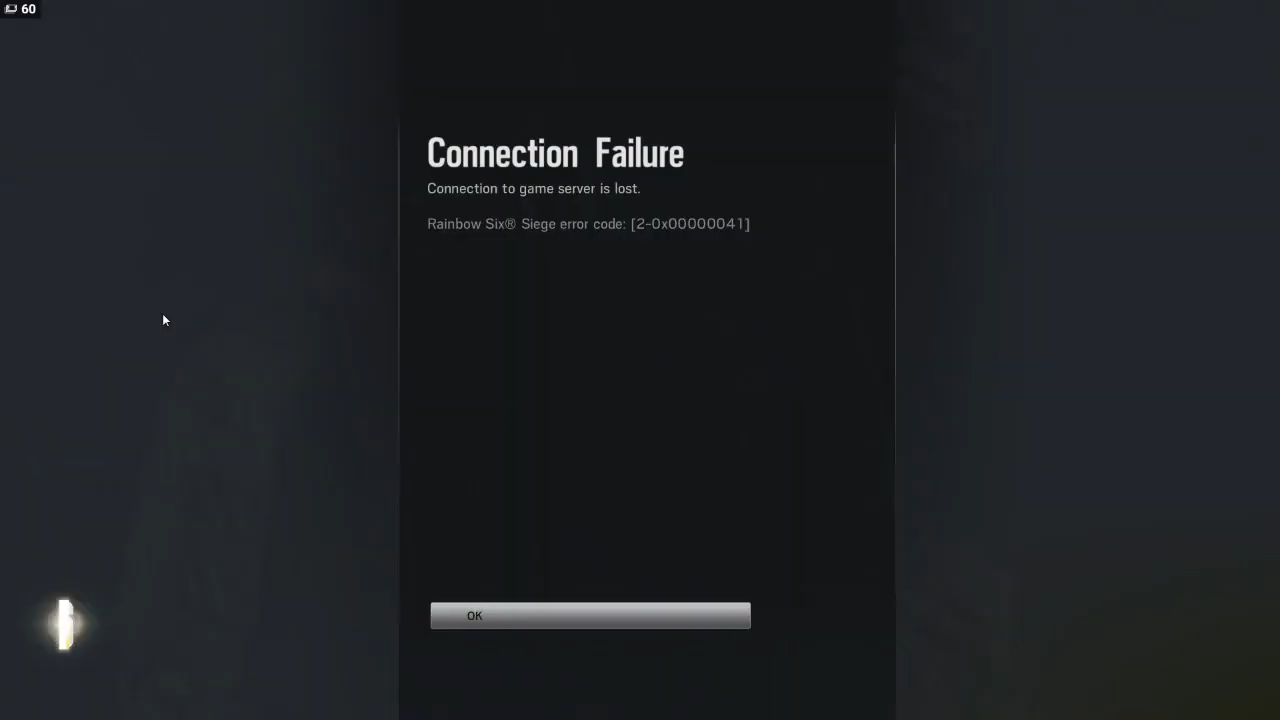 60
Connection Failure
Connection to game server is lost.
Rainbow Six® Siege error code: [2-0x00000041]
OK